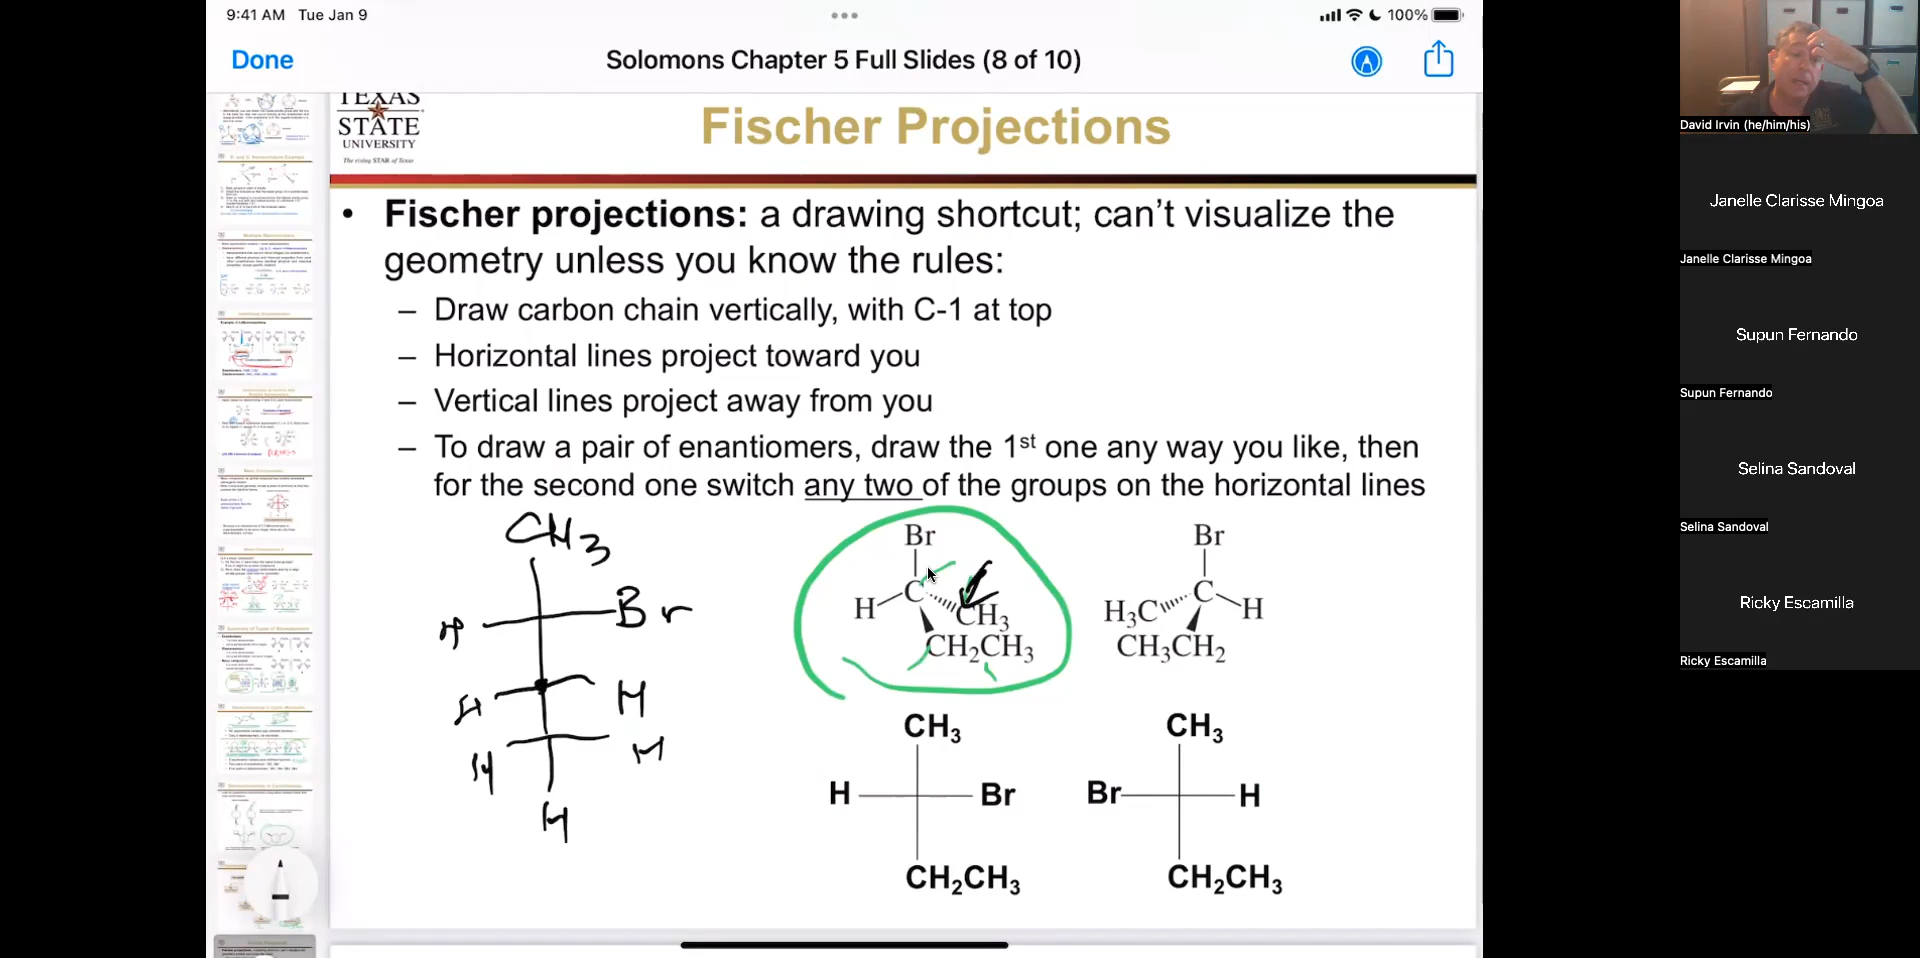 9:41 AM Tue Jan 9
100%
Done
Solomons Chapter 5 Full Slides (8 of 10)
TEXAS
STATE
UNIVERSITY
The rising STAR of Texas
Fischer Projections
• Fischer projections: a drawing shortcut; can't visualize the
geometry unless you know the rules:
– Draw carbon chain vertically, with C-1 at top
– Horizontal lines project toward you
– Vertical lines project away from you
– To draw a pair of enantiomers, draw the 1st one any way you like, then
for the second one switch any two of the groups on the horizontal lines
CH3
Br
H
H
H
H
H
H
Br
C
H
CH3
CH2CH3
Br
C
H3C
H
CH3CH2
CH3
H
Br
CH2CH3
CH3
Br
H
CH2CH3
David Irvin (he/him/his)
Janelle Clarisse Mingoa
Janelle Clarisse Mingoa
Supun Fernando
Supun Fernando
Selina Sandoval
Selina Sandoval
Ricky Escamilla
Ricky Escamilla